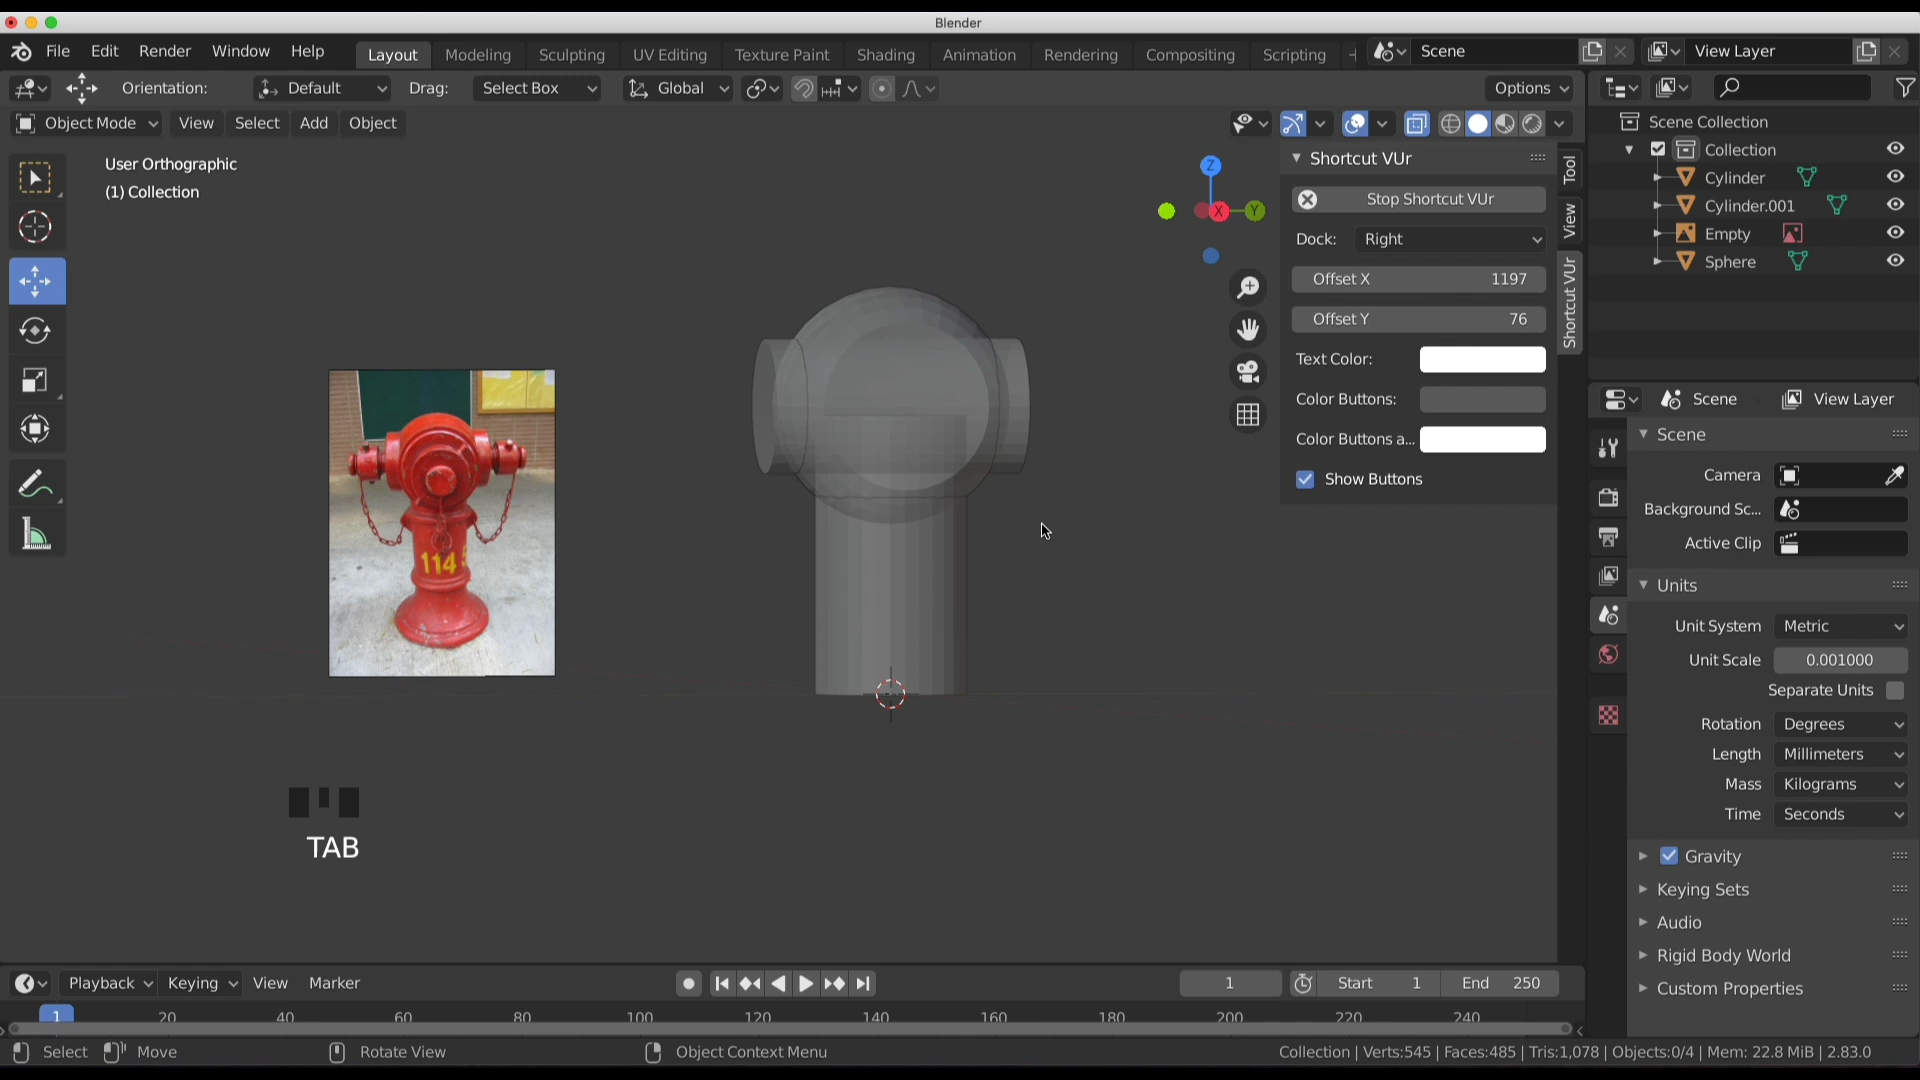 Blender
File Edit Render Window Help
Layout Modeling Sculpting UV Editing Texture Paint Shading Animation Rendering Compositing Scripting
Scene
View Layer
Orientation: Default Drag: Select Box Global Options
Object Mode View Select Add Object
User Orthographic
(1) Collection
Z
X
Y
Shortcut VUr
Stop Shortcut VUr
Dock: Right
Offset X 1197
Offset Y 76
Text Color:
Color Buttons:
Color Buttons a...
Show Buttons
Tool
View
Shortcut VUr
Scene Collection
Collection
Cylinder
Cylinder.001
Empty
Sphere
Scene View Layer
Scene
Camera
Background Sc...
Active Clip
Units
Unit System Metric
Unit Scale 0.001000
Separate Units
Rotation Degrees
Length Millimeters
Mass Kilograms
Time Seconds
Gravity
Keying Sets
Audio
Rigid Body World
Custom Properties
114
TAB
Playback Keying View Marker
1 Start 1 End 250
1 20 40 60 80 100 120 140 160 180 200 220 240
Select Move Rotate View Object Context Menu
Collection | Verts:545 | Faces:485 | Tris:1,078 | Objects:0/4 | Mem: 22.8 MiB | 2.83.0